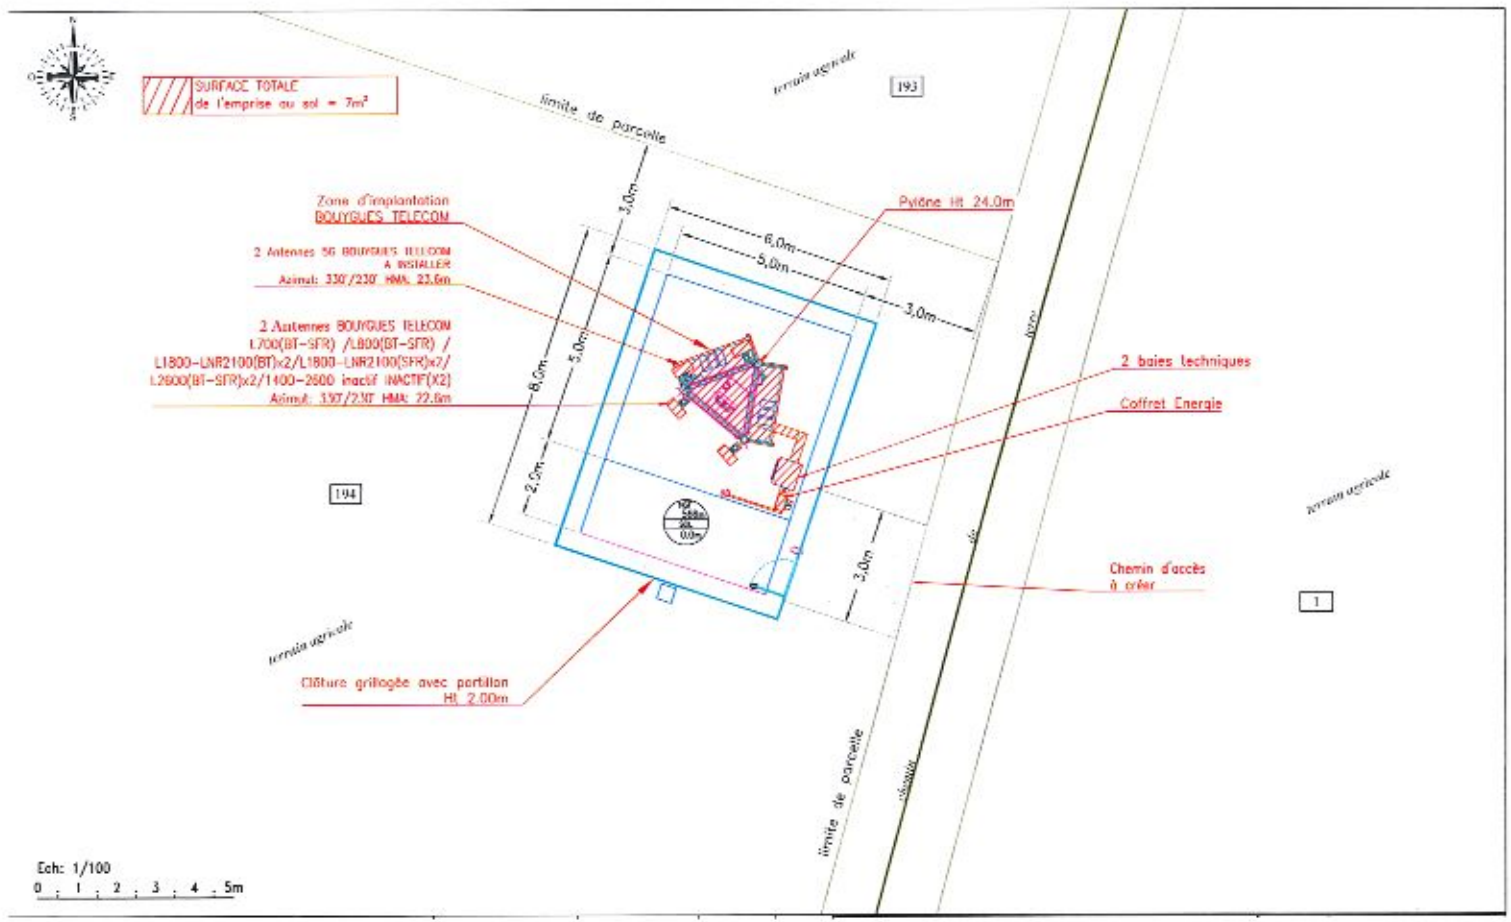 N
O
E
S
SURFACE TOTALE
de l'emprise au sol = 7m²
terrain agricole
193
limite de parcelle
3,0m
Zone d'implantation
BOUYGUES TELECOM
Pylône Ht 24.0m
6,0m
5,0m
3,0m
2 Antennes 5G BOUYGUES TELECOM
A INSTALLER
Azimut: 330°/230° HMA: 23.6m
2 Antennes BOUYGUES TELECOM
L700(BT-SFR) /L800(BT-SFR) /
L1800-LNR2100(BT)x2/L1800-LNR2100(SFR)x2/
L2600(BT-SFR)x2/1400-2600 inactif INACTIF(X2)
Azimut: 330°/230° HMA: 22.6m
8,0m
5,0m
2,0m
2 baies techniques
Coffret Energie
194
NGF
SOL
0.0m
3,0m
terrain agricole
Chemin d'accès
à créer
1
terrain agricole
Clôture grillagée avec portillon
Ht 2.00m
limite de parcelle
chemin
de
Ech: 1/100
0 1 2 3 4 5m